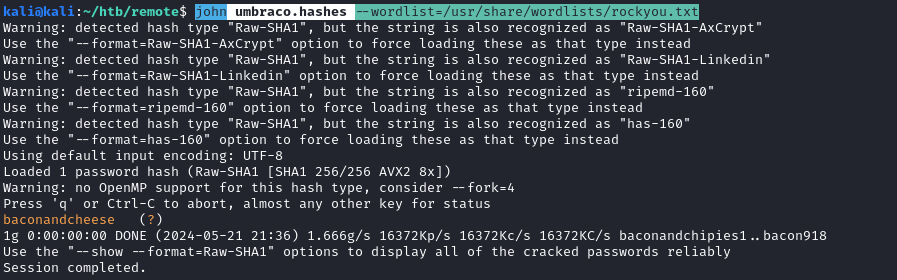 kali@kali:~/htb/remote$ john umbraco.hashes --wordlist=/usr/share/wordlists/rockyou.txt
Warning: detected hash type "Raw-SHA1", but the string is also recognized as "Raw-SHA1-AxCrypt"
Use the "--format=Raw-SHA1-AxCrypt" option to force loading these as that type instead
Warning: detected hash type "Raw-SHA1", but the string is also recognized as "Raw-SHA1-Linkedin"
Use the "--format=Raw-SHA1-Linkedin" option to force loading these as that type instead
Warning: detected hash type "Raw-SHA1", but the string is also recognized as "ripemd-160"
Use the "--format=ripemd-160" option to force loading these as that type instead
Warning: detected hash type "Raw-SHA1", but the string is also recognized as "has-160"
Use the "--format=has-160" option to force loading these as that type instead
Using default input encoding: UTF-8
Loaded 1 password hash (Raw-SHA1 [SHA1 256/256 AVX2 8x])
Warning: no OpenMP support for this hash type, consider --fork=4
Press 'q' or Ctrl-C to abort, almost any other key for status
baconandcheese   (?)
1g 0:00:00:00 DONE (2024-05-21 21:36) 1.666g/s 16372Kp/s 16372Kc/s 16372KC/s baconandchipies1..bacon918
Use the "--show --format=Raw-SHA1" options to display all of the cracked passwords reliably
Session completed.